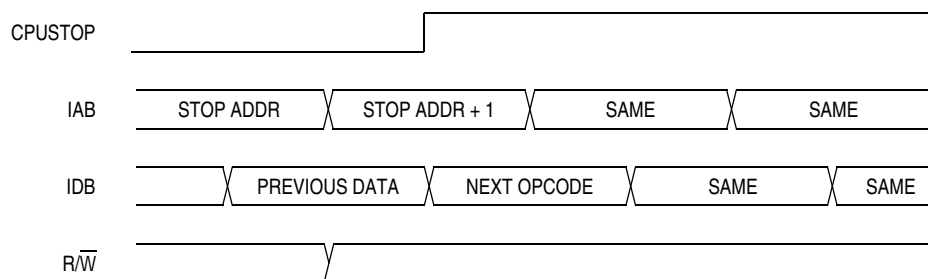 CPUSTOP
IAB STOP ADDR STOP ADDR + 1 SAME SAME
IDB PREVIOUS DATA NEXT OPCODE SAME SAME
R/W̅